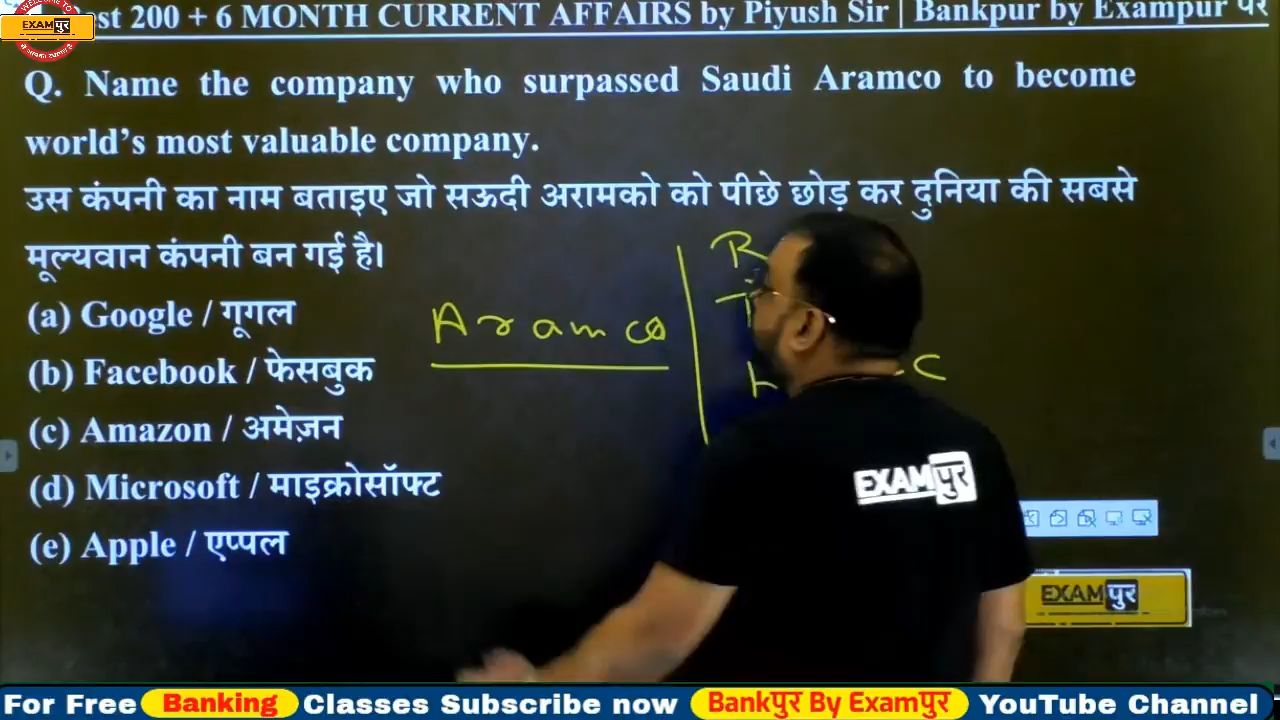 WELCOME TO
EXAMपुर
est 200 + 6 MONTH CURRENT AFFAIRS by Piyush Sir | Bankpur by Exampur पर
Q. Name the company who surpassed Saudi Aramco to become
world's most valuable company.
उस कंपनी का नाम बताइए जो सऊदी अरामको को पीछे छोड़ कर दुनिया की सबसे
मूल्यवान कंपनी बन गई है।
(a) Google / गूगल
(b) Facebook / फेसबुक
(c) Amazon / अमेज़न
(d) Microsoft / माइक्रोसॉफ्ट
(e) Apple / एप्पल
Aramco
EXAMपुर
EXAMपुर
For Free Banking Classes Subscribe now Bankपुर By Examपुर YouTube Channel